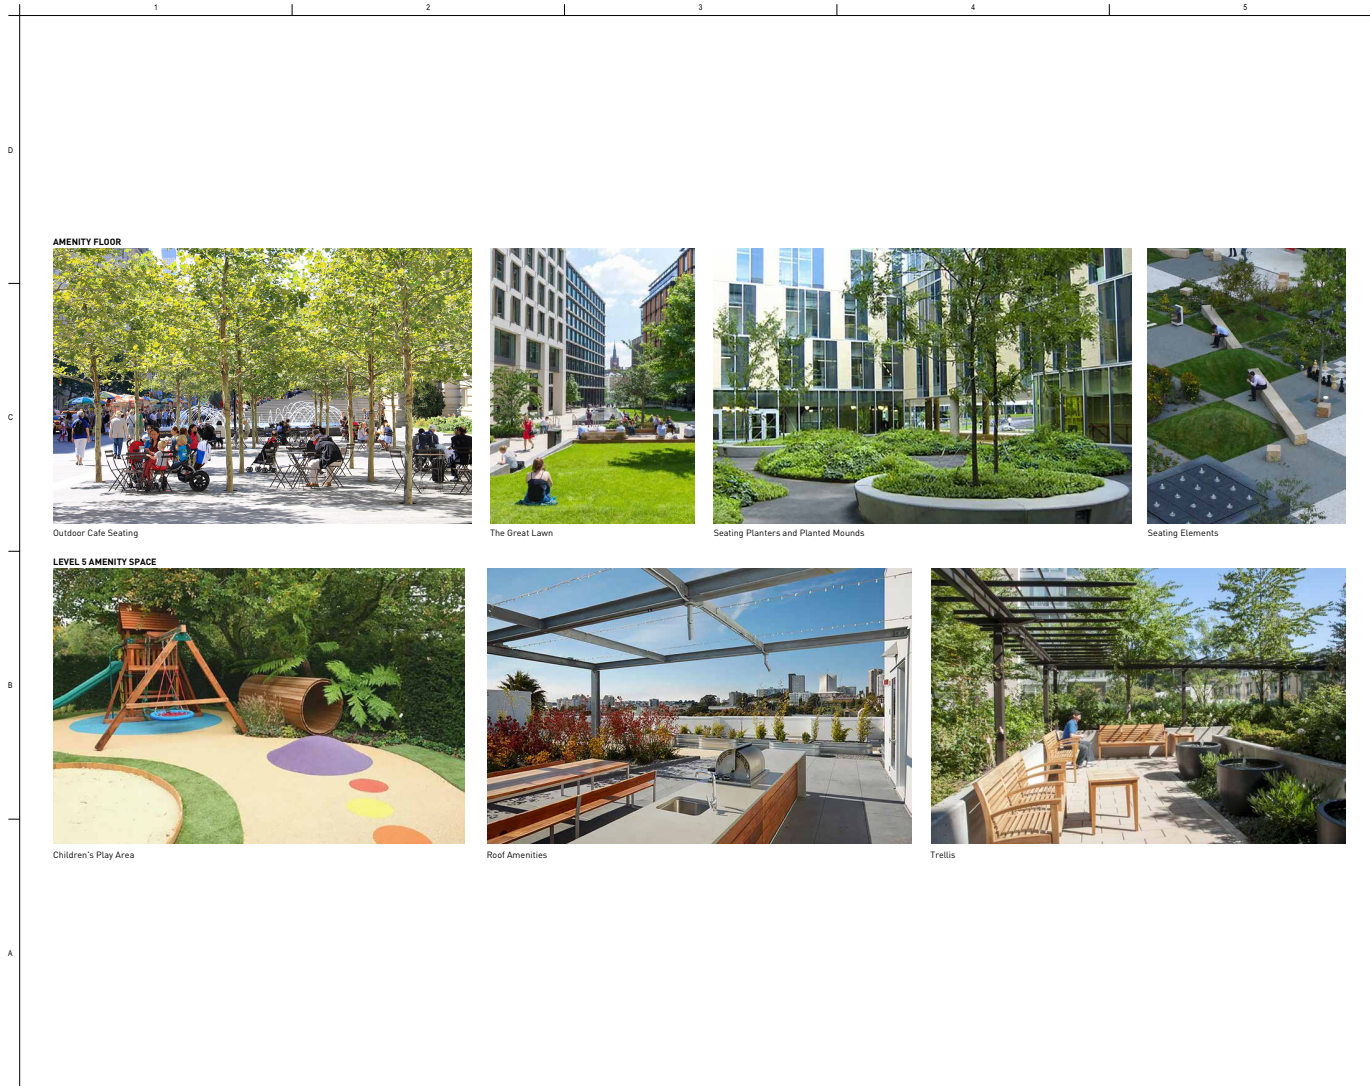 1 2 3 4 5
D
AMENITY FLOOR
C
Outdoor Cafe Seating
The Great Lawn
Seating Planters and Planted Mounds
Seating Elements
LEVEL 5 AMENITY SPACE
B
Children's Play Area
Roof Amenities
Trellis
A